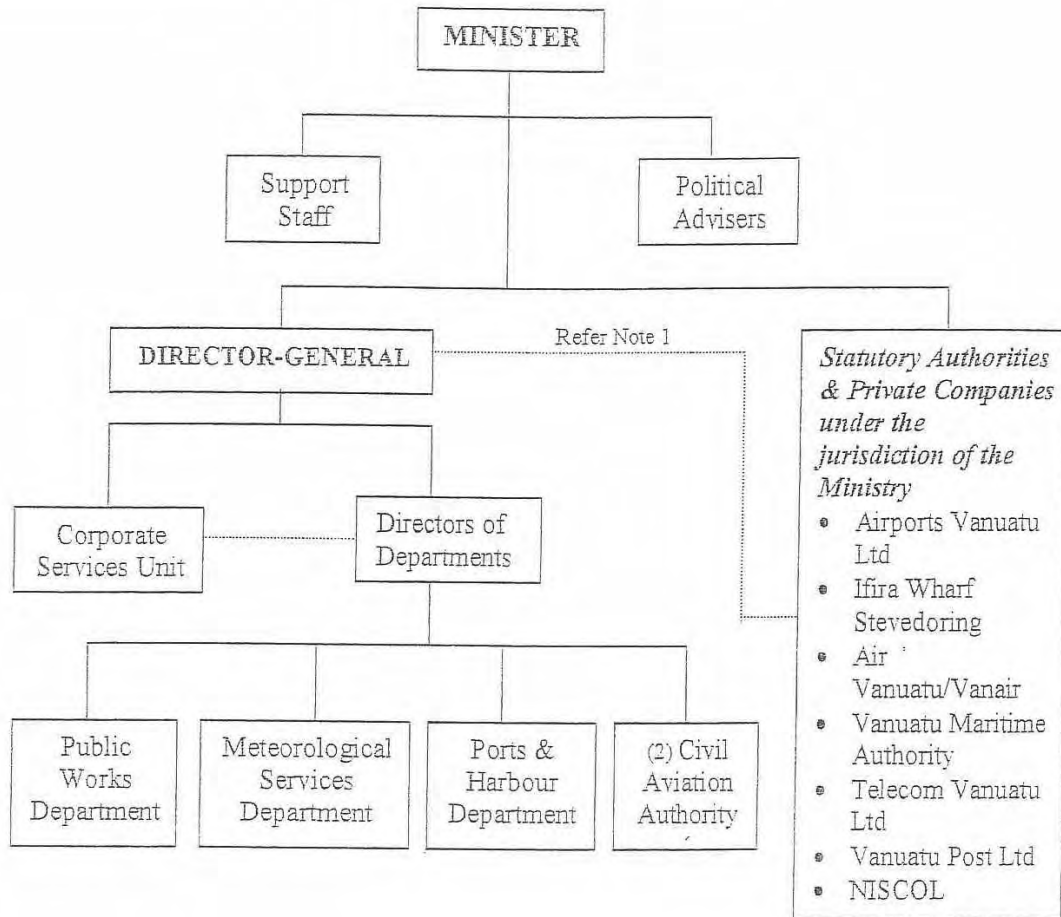 MINISTER
Support
Staff
Political
Advisers
DIRECTOR-GENERAL
Refer Note 1
Statutory Authorities
& Private Companies
under the
jurisdiction of the
Ministry
• Airports Vanuatu
Ltd
• Ifira Wharf
Stevedoring
• Air
Vanuatu/Vanair
• Vanuatu Maritime
Authority
• Telecom Vanuatu
Ltd
• Vanuatu Post Ltd
• NISCOL
Corporate
Services Unit
Directors of
Departments
Public
Works
Department
Meteorological
Services
Department
Ports &
Harbour
Department
(2) Civil
Aviation
Authority